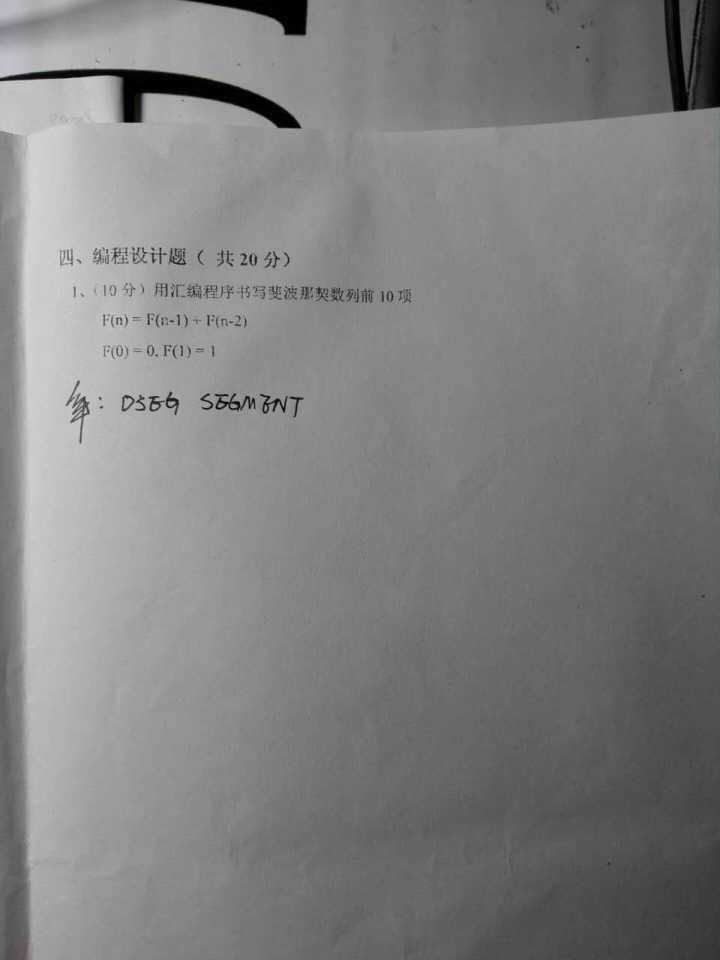 四、编程设计题（ 共 20 分）
1、（10 分）用汇编程序书写斐波那契数列前 10 项
F(n) = F(n-1) + F(n-2)
F(0) = 0, F(1) = 1
DSEG SEGMENT